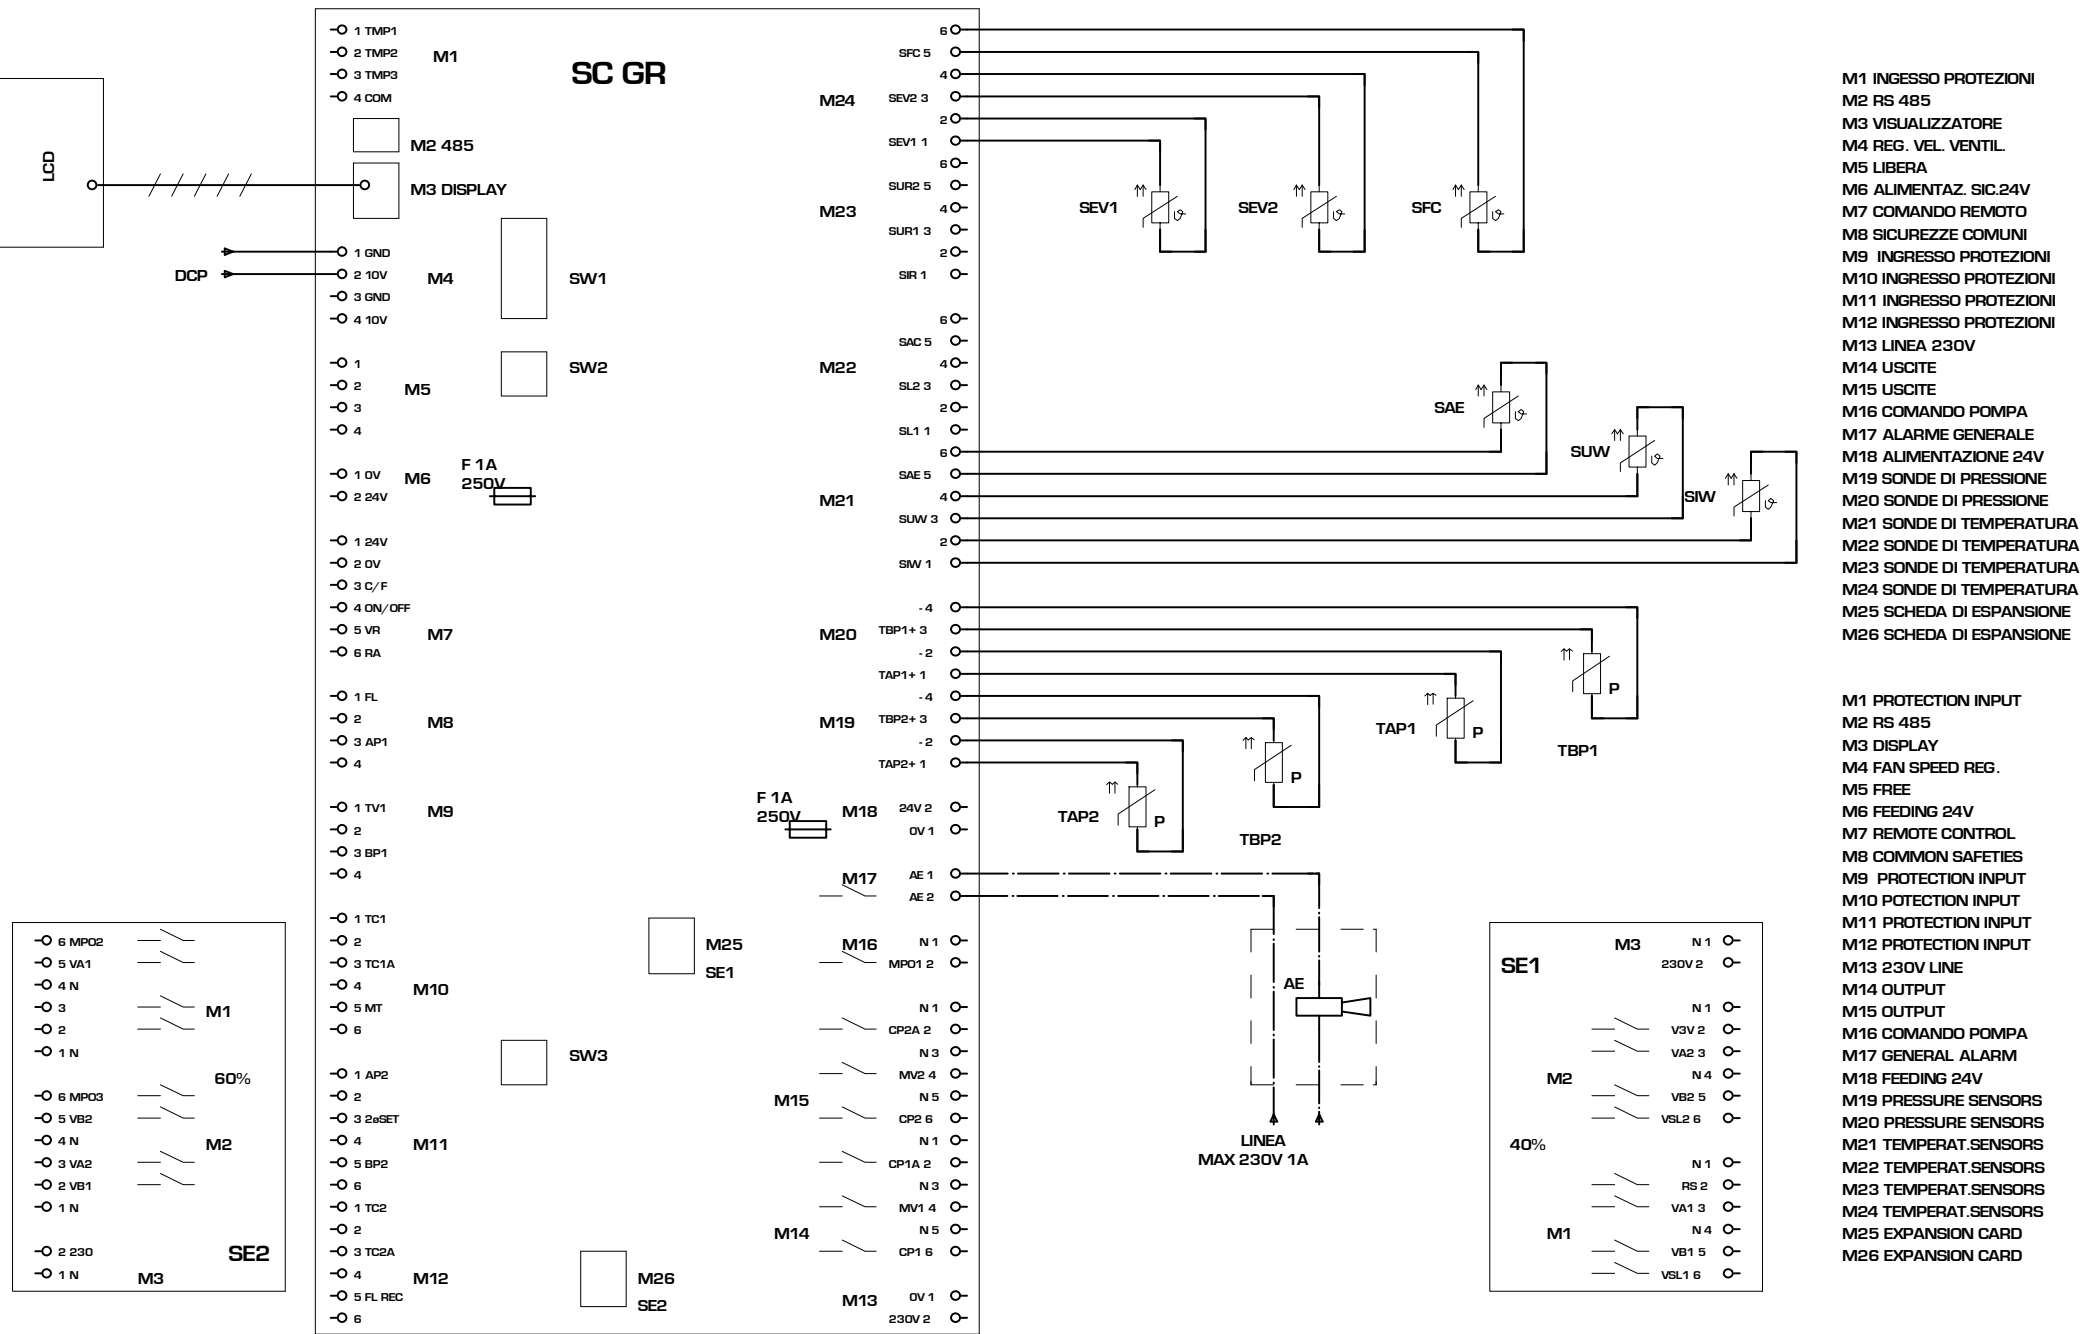 LCD
DCP
SC GR
1 TMP1
2 TMP2
3 TMP3
4 COM
M1
M2 485
M3 DISPLAY
1 GND
2 10V
3 GND
4 10V
M4
SW1
1
2
3
4
M5
SW2
1 0V
2 24V
M6
F 1A
250V
1 24V
2 0V
3 C/F
4 ON/OFF
5 VR
6 RA
M7
1 FL
2
3 AP1
4
M8
1 TV1
2
3 BP1
4
M9
1 TC1
2
3 TC1A
4
5 MT
6
M10
1 AP2
2
3 2øSET
4
5 BP2
6
M11
1 TC2
2
3 TC2A
4
5 FL REC
6
M12
M25
SE1
SW3
M26
SE2
6
SFC 5
4
SEV2 3
2
SEV1 1
M24
6
SUR2 5
4
SUR1 3
2
SIR 1
M23
6
SAC 5
4
SL2 3
2
SL1 1
M22
6
SAE 5
4
SUW 3
2
SIW 1
M21
- 4
TBP1+ 3
- 2
TAP1+ 1
M20
- 4
TBP2+ 3
- 2
TAP2+ 1
M19
F 1A
250V
M18
24V 2
0V 1
M17
AE 1
AE 2
M16
N 1
MPO1 2
N 1
CP2A 2
N 3
MV2 4
N 5
CP2 6
M15
N 1
CP1A 2
N 3
MV1 4
N 5
CP1 6
M14
M13
0V 1
230V 2
SEV1
ϑ
SEV2
ϑ
SFC
ϑ
SAE
ϑ
SUW
ϑ
SIW
ϑ
TBP1
P
TAP1
P
TBP2
P
TAP2
P
AE
LINEA
MAX 230V 1A
6 MPO2
5 VA1
4 N
3
2
1 N
M1
60%
6 MPO3
5 VB2
4 N
3 VA2
2 VB1
1 N
M2
2 230
1 N
M3
SE2
SE1
M3
N 1
230V 2
N 1
V3V 2
VA2 3
N 4
VB2 5
VSL2 6
M2
40%
N 1
RS 2
VA1 3
N 4
VB1 5
VSL1 6
M1
M1 INGESSO PROTEZIONI
M2 RS 485
M3 VISUALIZZATORE
M4 REG. VEL. VENTIL.
M5 LIBERA
M6 ALIMENTAZ. SIC.24V
M7 COMANDO REMOTO
M8 SICUREZZE COMUNI
M9 INGRESSO PROTEZIONI
M10 INGRESSO PROTEZIONI
M11 INGRESSO PROTEZIONI
M12 INGRESSO PROTEZIONI
M13 LINEA 230V
M14 USCITE
M15 USCITE
M16 COMANDO POMPA
M17 ALARME GENERALE
M18 ALIMENTAZIONE 24V
M19 SONDE DI PRESSIONE
M20 SONDE DI PRESSIONE
M21 SONDE DI TEMPERATURA
M22 SONDE DI TEMPERATURA
M23 SONDE DI TEMPERATURA
M24 SONDE DI TEMPERATURA
M25 SCHEDA DI ESPANSIONE
M26 SCHEDA DI ESPANSIONE
M1 PROTECTION INPUT
M2 RS 485
M3 DISPLAY
M4 FAN SPEED REG.
M5 FREE
M6 FEEDING 24V
M7 REMOTE CONTROL
M8 COMMON SAFETIES
M9 PROTECTION INPUT
M10 POTECTION INPUT
M11 PROTECTION INPUT
M12 PROTECTION INPUT
M13 230V LINE
M14 OUTPUT
M15 OUTPUT
M16 COMANDO POMPA
M17 GENERAL ALARM
M18 FEEDING 24V
M19 PRESSURE SENSORS
M20 PRESSURE SENSORS
M21 TEMPERAT.SENSORS
M22 TEMPERAT.SENSORS
M23 TEMPERAT.SENSORS
M24 TEMPERAT.SENSORS
M25 EXPANSION CARD
M26 EXPANSION CARD